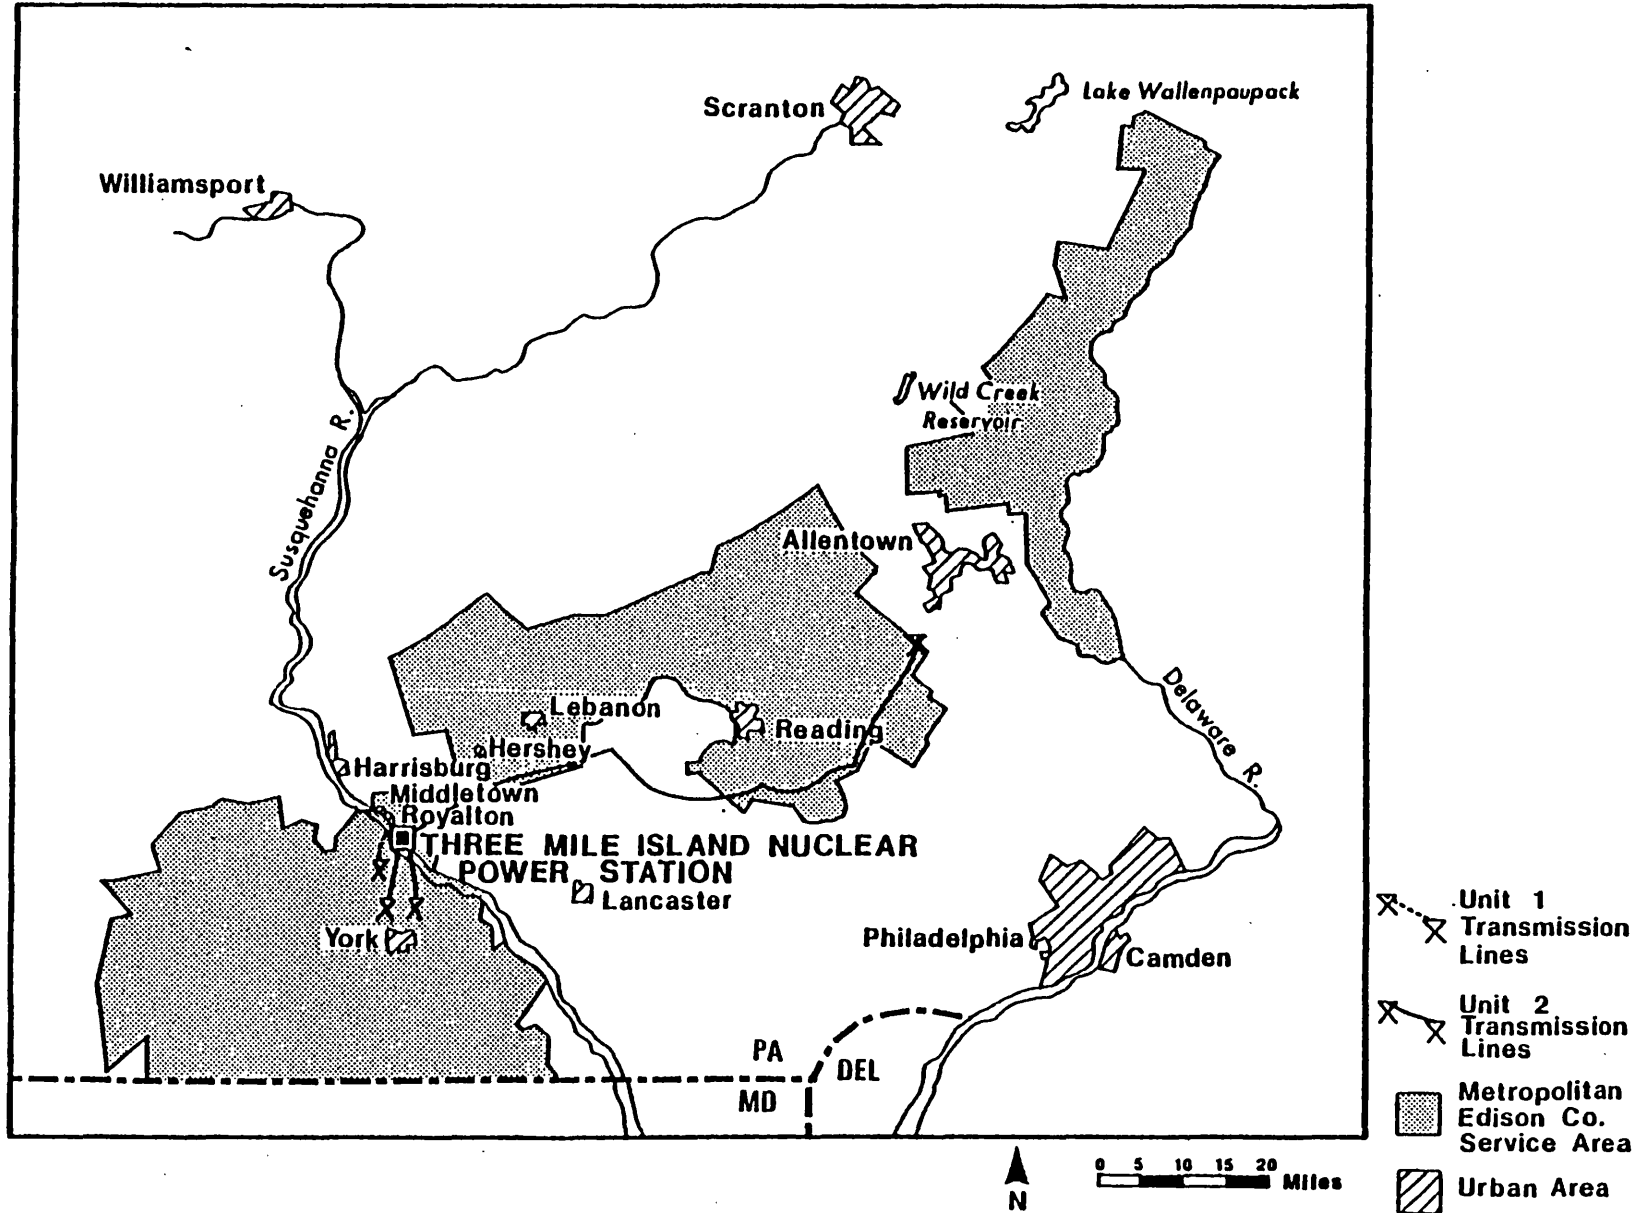 Lake Wallenpaupack
Scranton
Williamsport
Wild Creek
Reservoir
Susquehanna R.
Allentown
Lebanon
Reading
Hershey
Harrisburg
Middletown
Royalton
THREE MILE ISLAND NUCLEAR
POWER STATION
Lancaster
York
Delaware R.
Philadelphia
Camden
PA
DEL
MD
Unit 1
Transmission
Lines
Unit 2
Transmission
Lines
Metropolitan
Edison Co.
Service Area
Urban Area
0 5 10 15 20
Miles
N